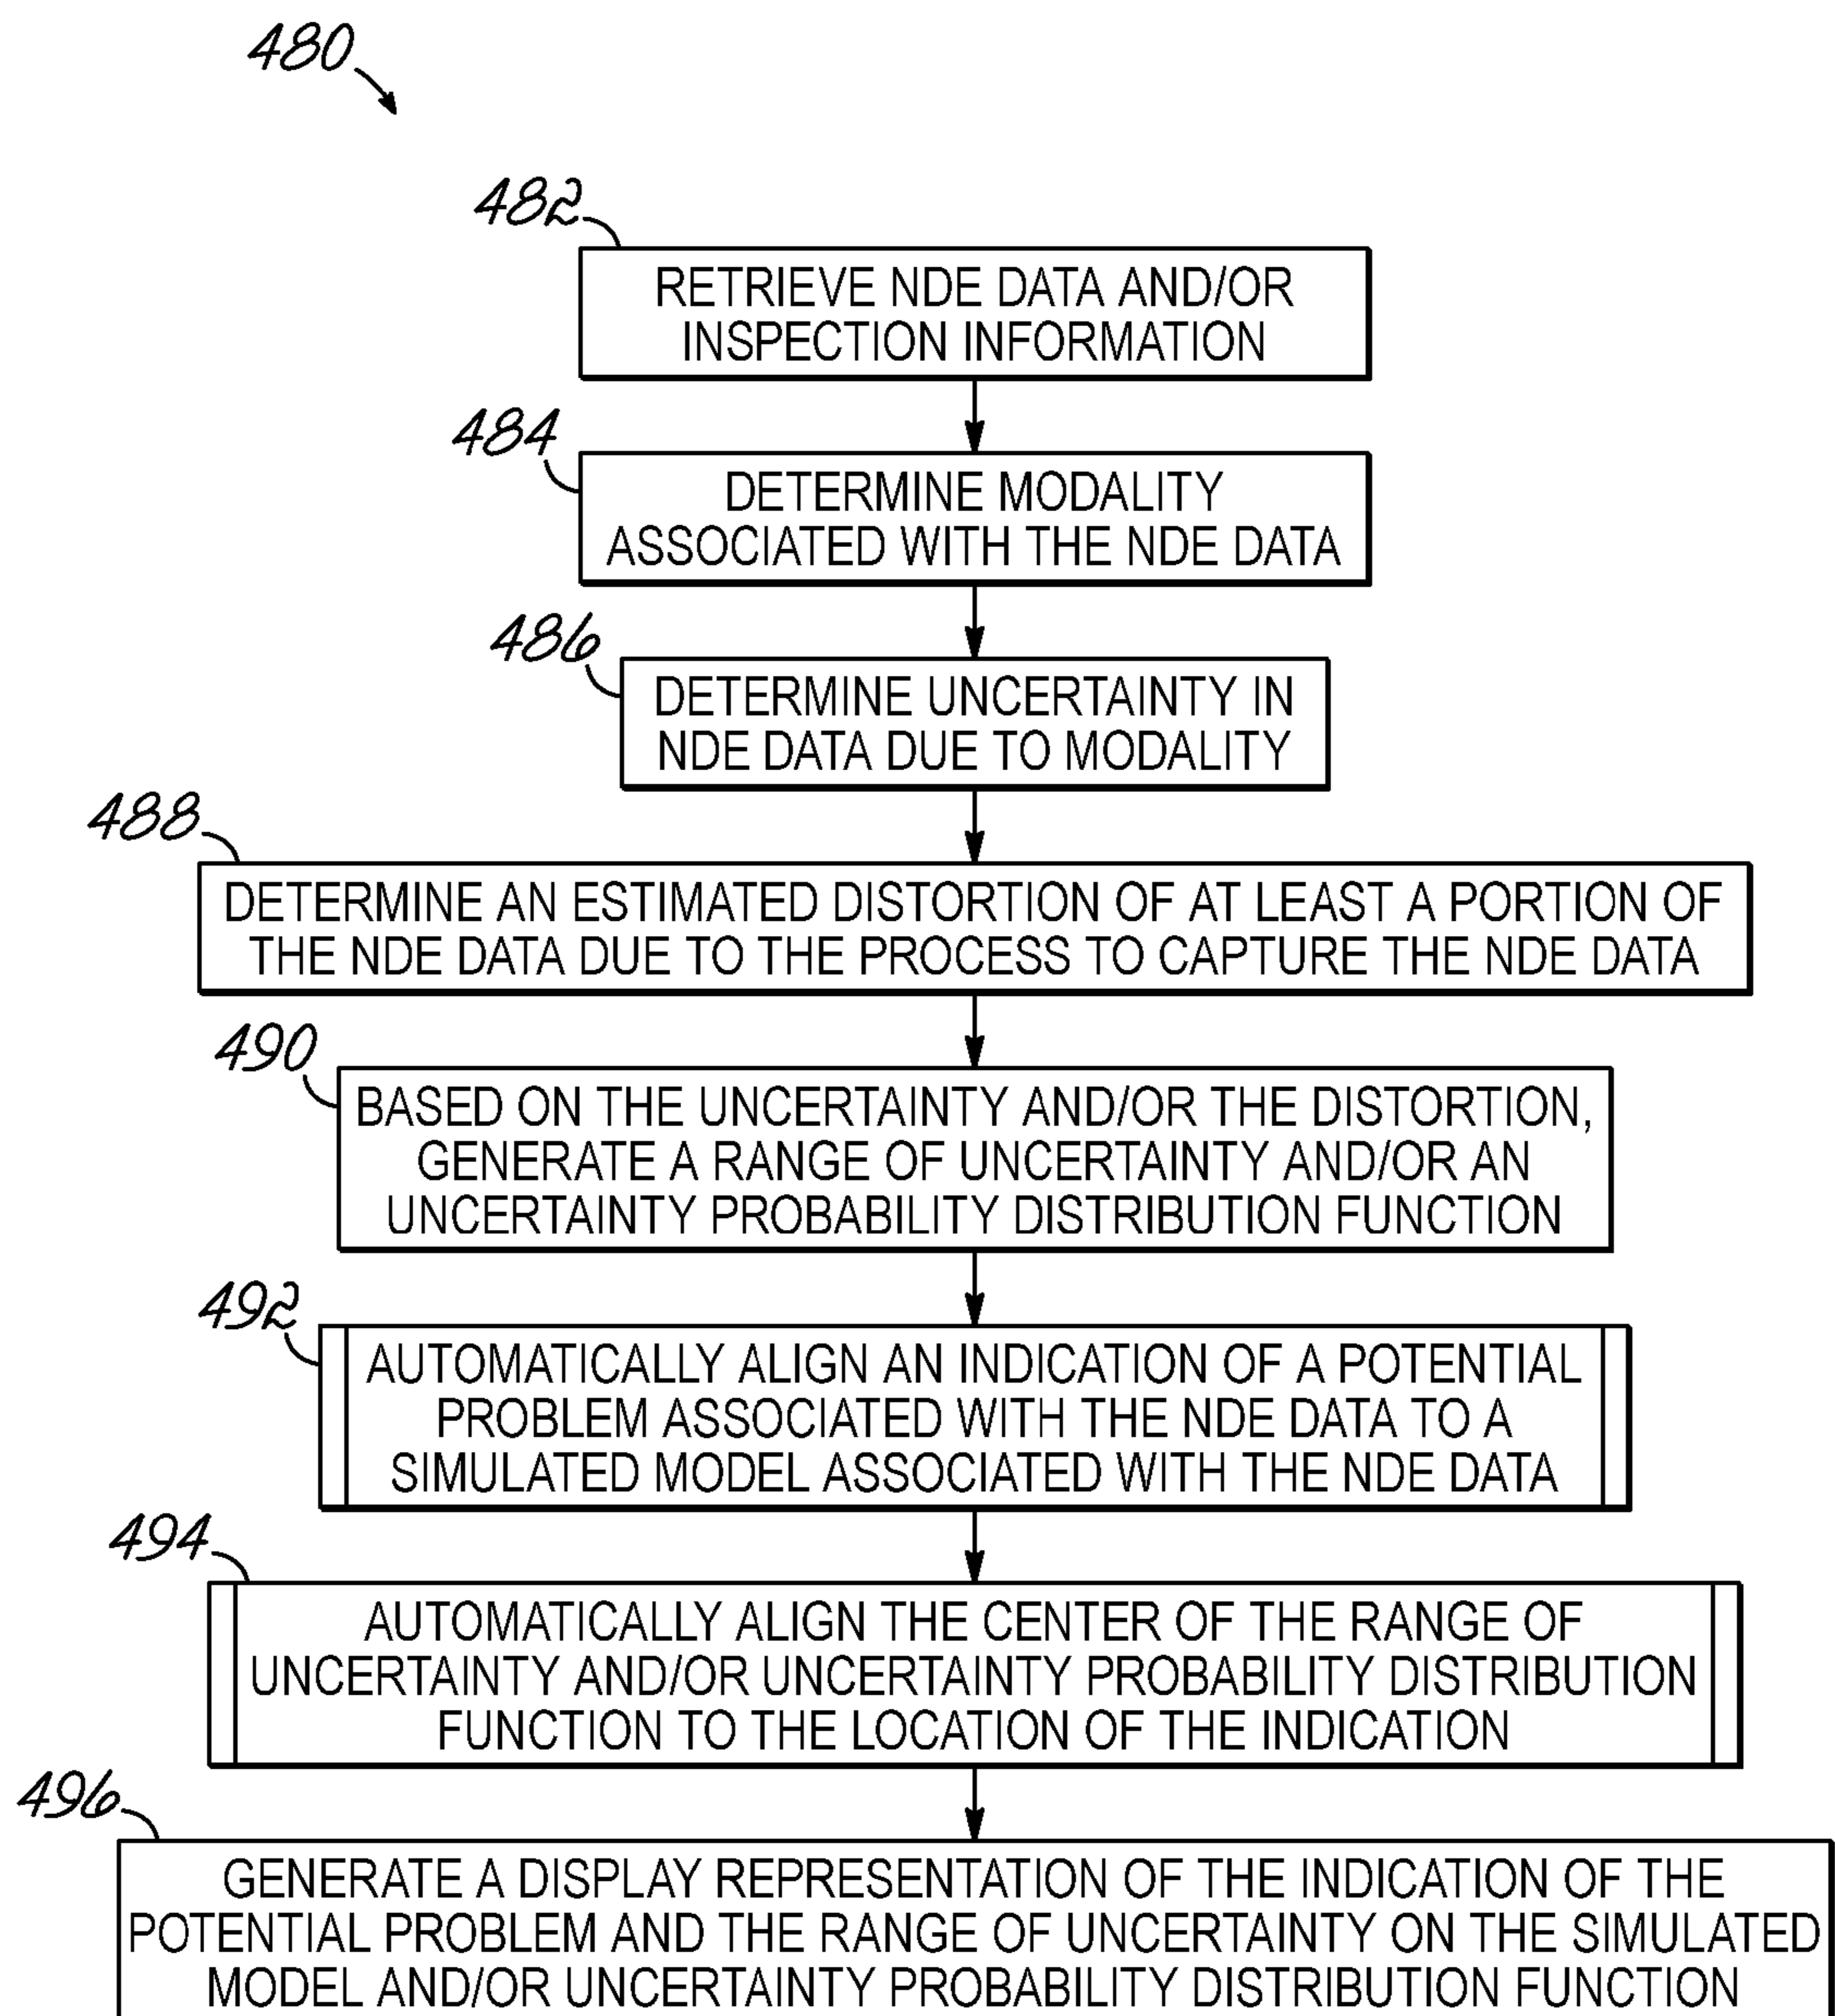 480
482
RETRIEVE NDE DATA AND/OR
INSPECTION INFORMATION
484
DETERMINE MODALITY
ASSOCIATED WITH THE NDE DATA
486
DETERMINE UNCERTAINTY IN
NDE DATA DUE TO MODALITY
488
DETERMINE AN ESTIMATED DISTORTION OF AT LEAST A PORTION OF
THE NDE DATA DUE TO THE PROCESS TO CAPTURE THE NDE DATA
490
BASED ON THE UNCERTAINTY AND/OR THE DISTORTION,
GENERATE A RANGE OF UNCERTAINTY AND/OR AN
UNCERTAINTY PROBABILITY DISTRIBUTION FUNCTION
492
AUTOMATICALLY ALIGN AN INDICATION OF A POTENTIAL
PROBLEM ASSOCIATED WITH THE NDE DATA TO A
SIMULATED MODEL ASSOCIATED WITH THE NDE DATA
494
AUTOMATICALLY ALIGN THE CENTER OF THE RANGE OF
UNCERTAINTY AND/OR UNCERTAINTY PROBABILITY DISTRIBUTION
FUNCTION TO THE LOCATION OF THE INDICATION
496
GENERATE A DISPLAY REPRESENTATION OF THE INDICATION OF THE
POTENTIAL PROBLEM AND THE RANGE OF UNCERTAINTY ON THE SIMULATED
MODEL AND/OR UNCERTAINTY PROBABILITY DISTRIBUTION FUNCTION